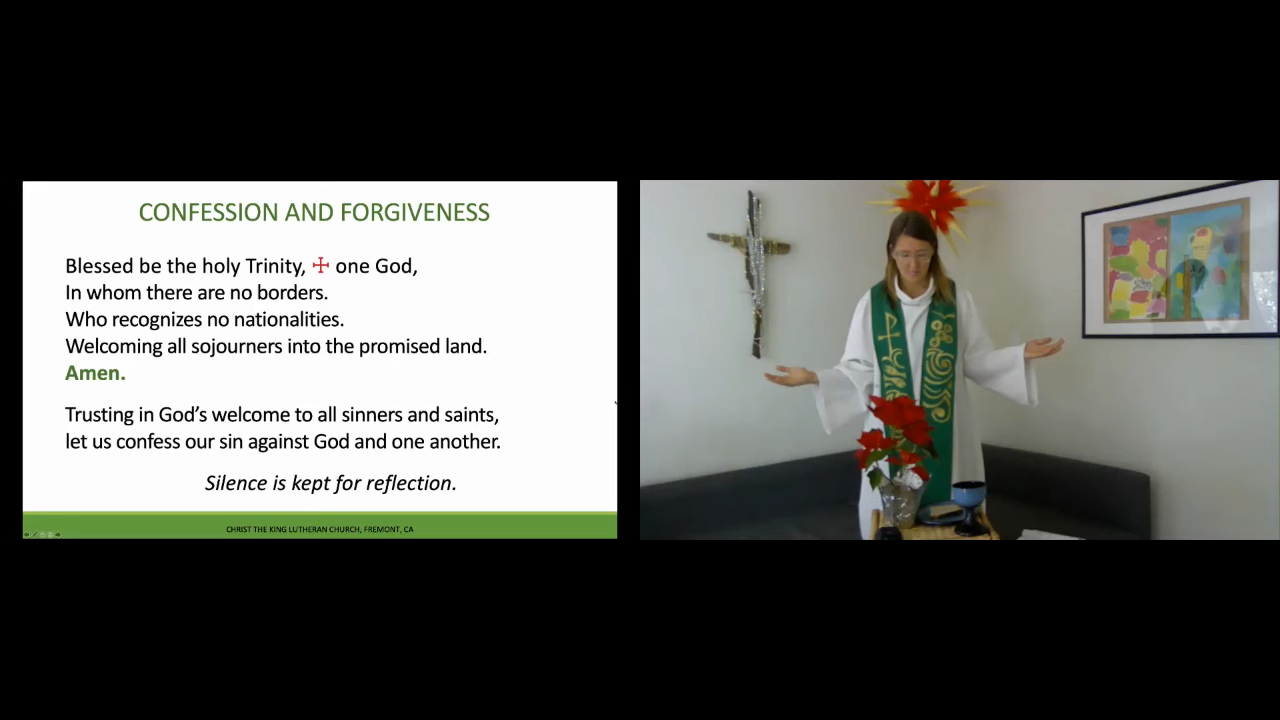 CONFESSION AND FORGIVENESS
Blessed be the holy Trinity, ☩ one God,
In whom there are no borders.
Who recognizes no nationalities.
Welcoming all sojourners into the promised land.
Amen.
Trusting in God’s welcome to all sinners and saints,
let us confess our sin against God and one another.
Silence is kept for reflection.
CHRIST THE KING LUTHERAN CHURCH, FREMONT, CA